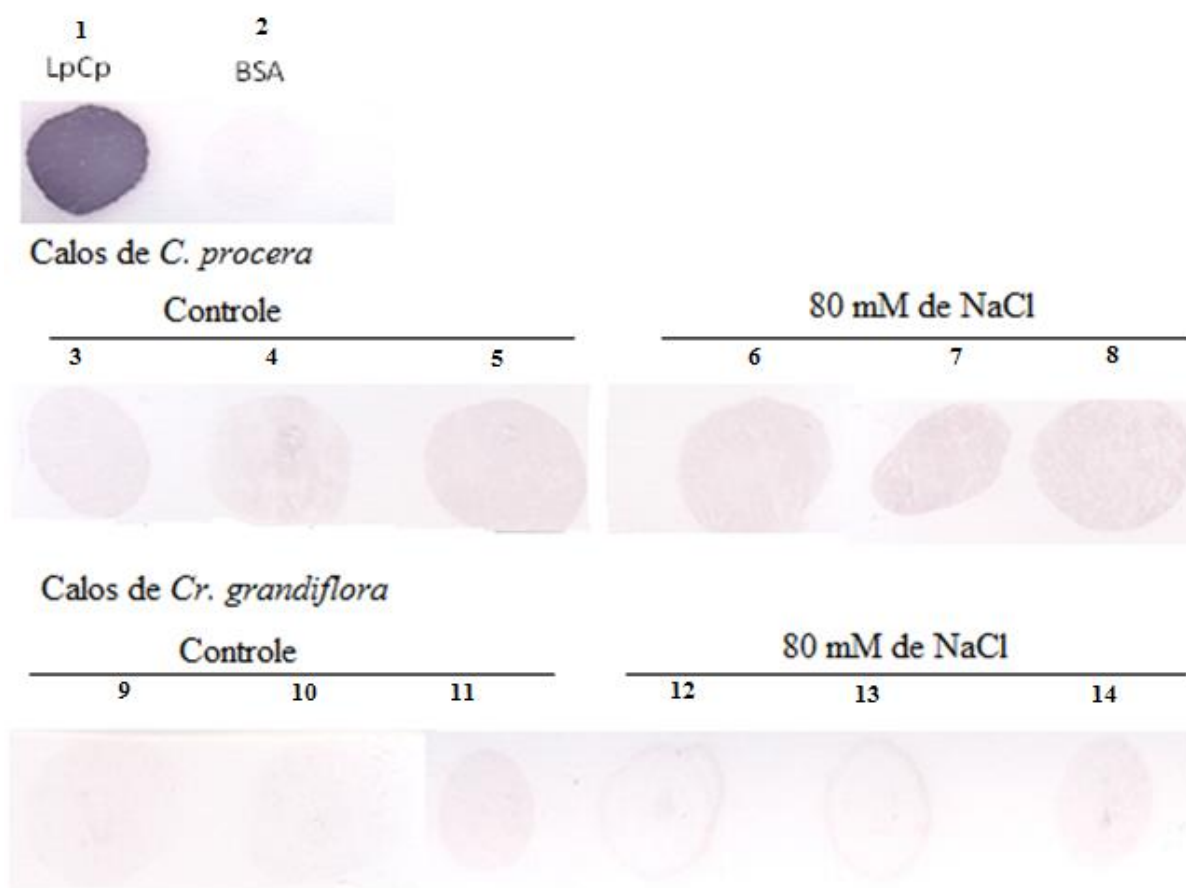 1 2
LpCp BSA
Calos de C. procera
Controle 80 mM de NaCl
3 4 5 6 7 8
Calos de Cr. grandiflora
Controle 80 mM de NaCl
9 10 11 12 13 14